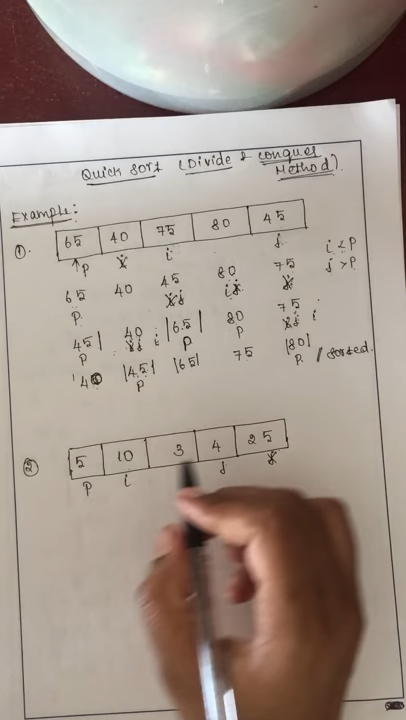 Quick sort (Divide & conquer
Method).
Example:
①. 65 40 75 80 45
↑P i i j i < P
65 40 45 80 75 j > P
P i j i j j
45| 40 |65| 80 75
P i j i P P i j i
40 |45| |65| 75 |80| / sorted.
P P
② 5 10 3 4 25
P i j j